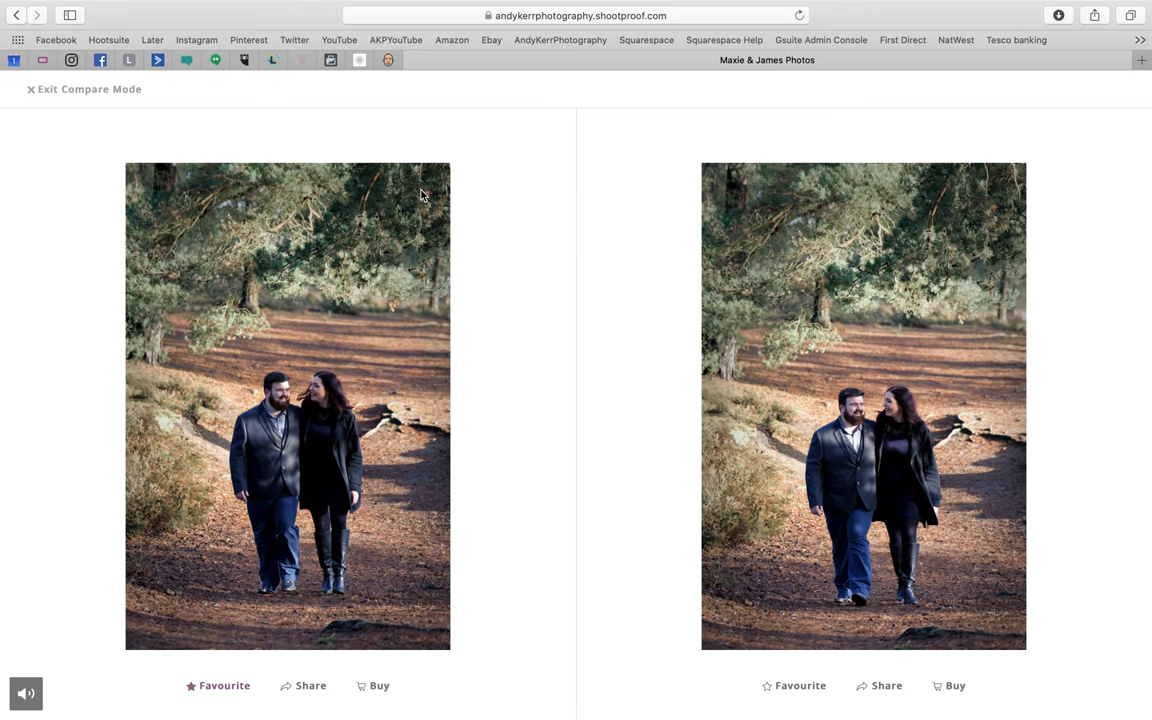 andykerrphotography.shootproof.com
Facebook Hootsuite Later Instagram Pinterest Twitter YouTube AKPYouTube Amazon Ebay AndyKerrPhotography Squarespace Squarespace Help Gsuite Admin Console First Direct NatWest Tesco banking
Maxie & James Photos
Exit Compare Mode
Favourite Share Buy
Favourite Share Buy